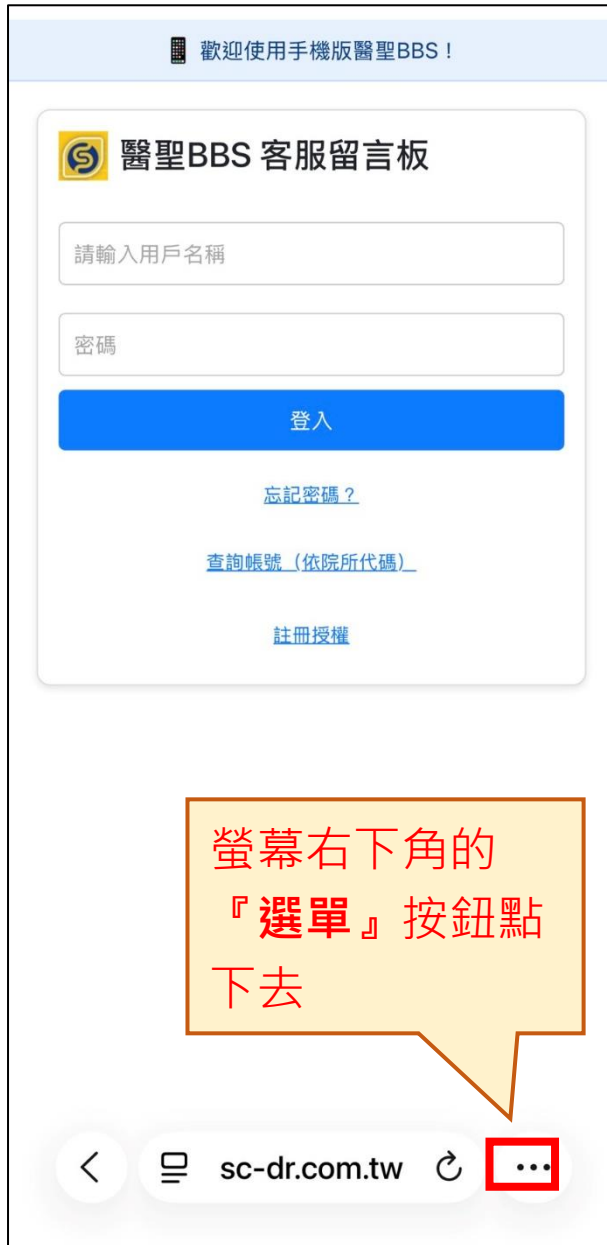 歡迎使用手機版醫聖BBS！
醫聖BBS 客服留言板
請輸入用戶名稱
密碼
登入
忘記密碼？
查詢帳號（依院所代碼）
註冊授權
螢幕右下角的
『選單』按鈕點
下去
sc-dr.com.tw